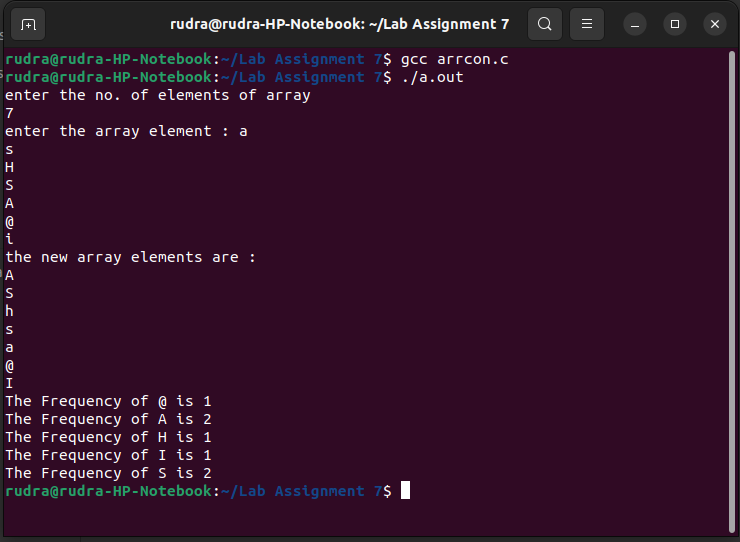 rudra@rudra-HP-Notebook: ~/Lab Assignment 7
rudra@rudra-HP-Notebook:~/Lab Assignment 7$ gcc arrcon.c
rudra@rudra-HP-Notebook:~/Lab Assignment 7$ ./a.out
enter the no. of elements of array
7
enter the array element : a
s
H
S
A
@
i
the new array elements are :
A
S
h
s
a
@
I
The Frequency of @ is 1
The Frequency of A is 2
The Frequency of H is 1
The Frequency of I is 1
The Frequency of S is 2
rudra@rudra-HP-Notebook:~/Lab Assignment 7$